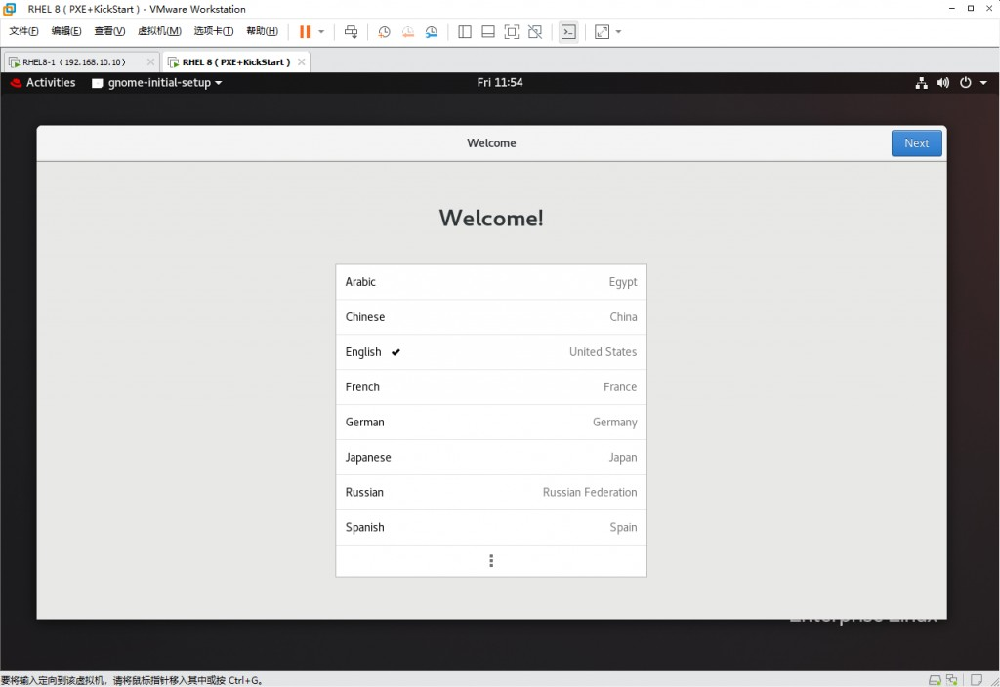 RHEL 8 ( PXE+KickStart ) - VMware Workstation
文件(F) 编辑(E) 查看(V) 虚拟机(M) 选项卡(T) 帮助(H)
RHEL8-1 ( 192.168.10.10 ) RHEL 8 ( PXE+KickStart )
Activities gnome-initial-setup Fri 11:54
Welcome Next
Welcome!
Arabic Egypt
Chinese China
English United States
French France
German Germany
Japanese Japan
Russian Russian Federation
Spanish Spain
Enterprise Linux
要将输入定向到该虚拟机，请将鼠标指针移入其中或按 Ctrl+G。